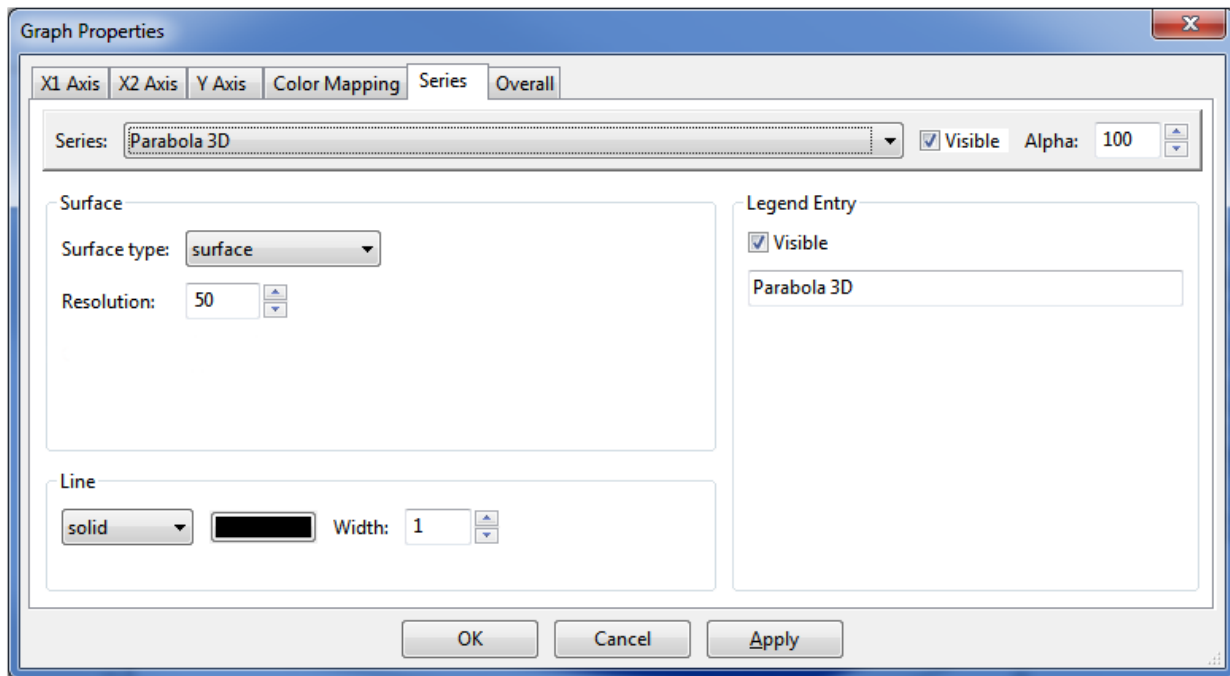 Graph Properties
X1 Axis X2 Axis Y Axis Color Mapping Series Overall
Series: Parabola 3D Visible Alpha: 100
Surface
Surface type: surface
Resolution: 50
Legend Entry
Visible
Parabola 3D
Line
solid Width: 1
OK Cancel Apply